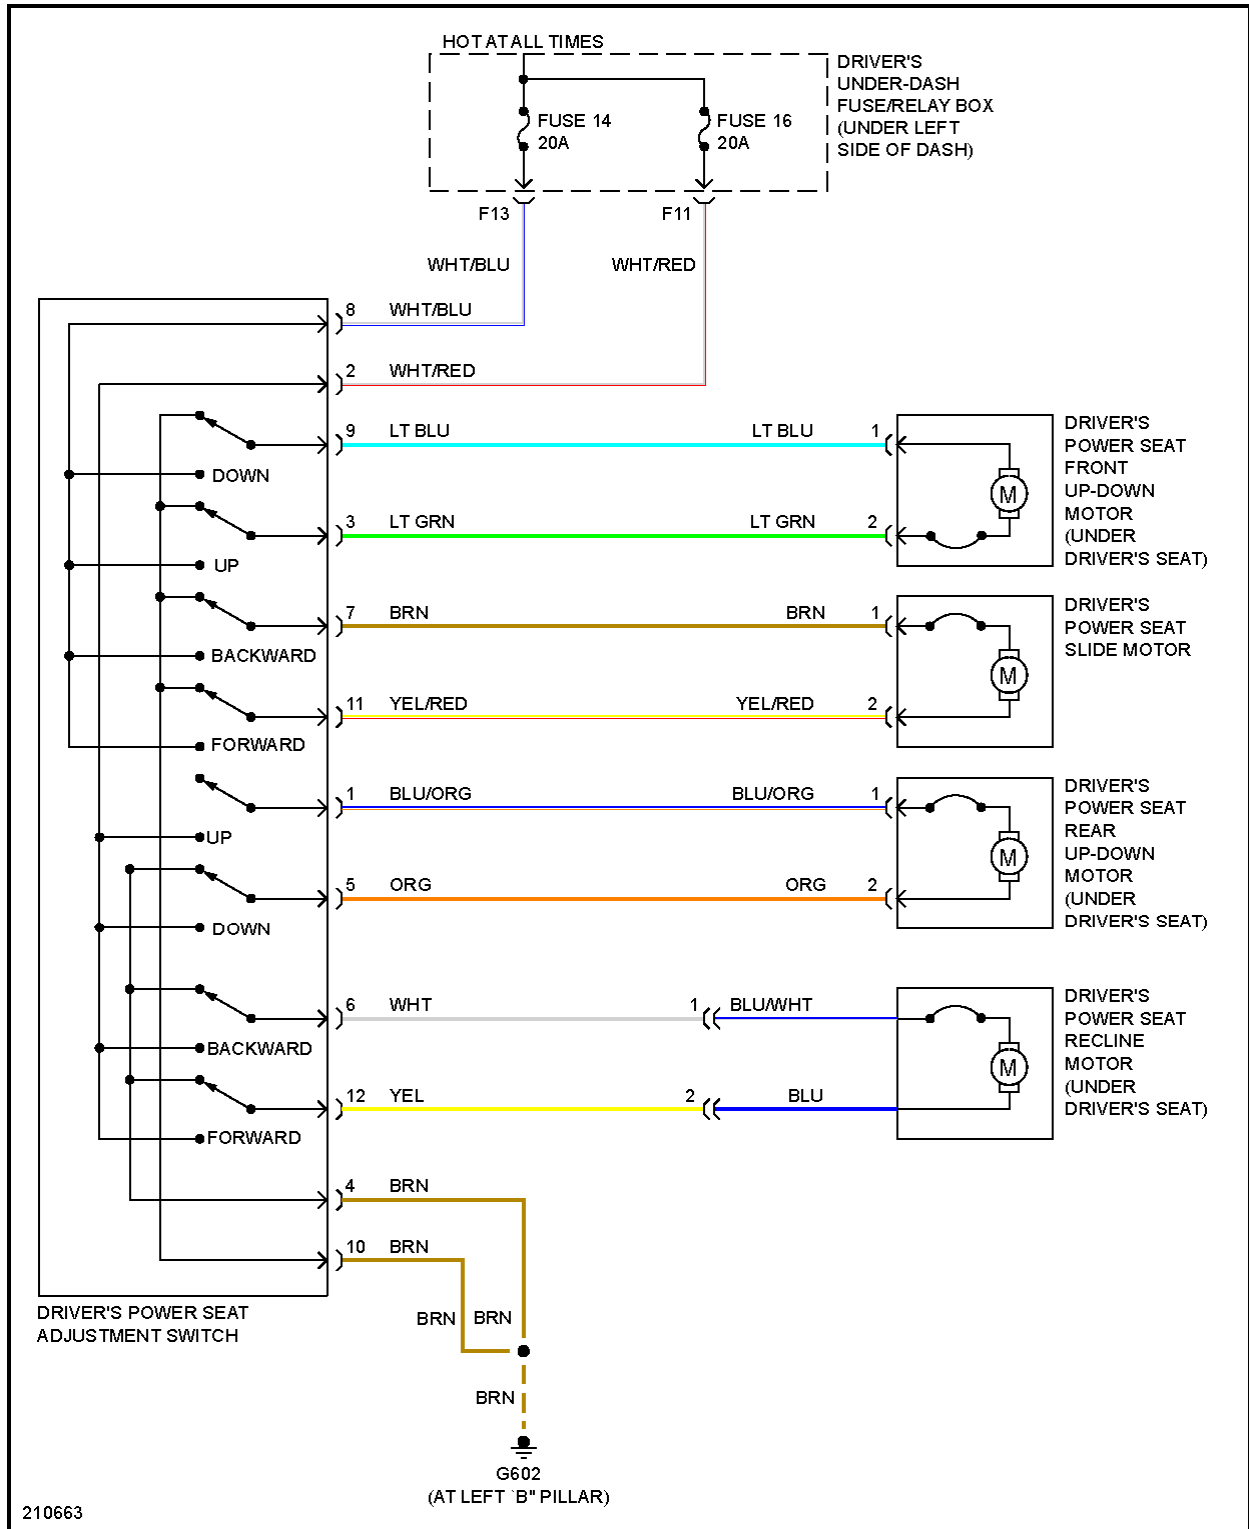 HOT AT ALL TIMES
DRIVER'S
UNDER-DASH
FUSE/RELAY BOX
(UNDER LEFT
SIDE OF DASH)
FUSE 14
20A
FUSE 16
20A
F13
F11
WHT/BLU
WHT/RED
8 WHT/BLU
2 WHT/RED
9 LT BLU LT BLU 1
DOWN
3 LT GRN LT GRN 2
UP
DRIVER'S
POWER SEAT
FRONT
UP-DOWN
MOTOR
(UNDER
DRIVER'S SEAT)
M
7 BRN BRN 1
BACKWARD
11 YEL/RED YEL/RED 2
FORWARD
DRIVER'S
POWER SEAT
SLIDE MOTOR
M
1 BLU/ORG BLU/ORG 1
UP
5 ORG ORG 2
DOWN
DRIVER'S
POWER SEAT
REAR
UP-DOWN
MOTOR
(UNDER
DRIVER'S SEAT)
M
6 WHT 1 BLU/WHT
BACKWARD
12 YEL 2 BLU
FORWARD
DRIVER'S
POWER SEAT
RECLINE
MOTOR
(UNDER
DRIVER'S SEAT)
M
4 BRN
10 BRN
DRIVER'S POWER SEAT
ADJUSTMENT SWITCH
BRN BRN
BRN
G602
(AT LEFT `B" PILLAR)
210663